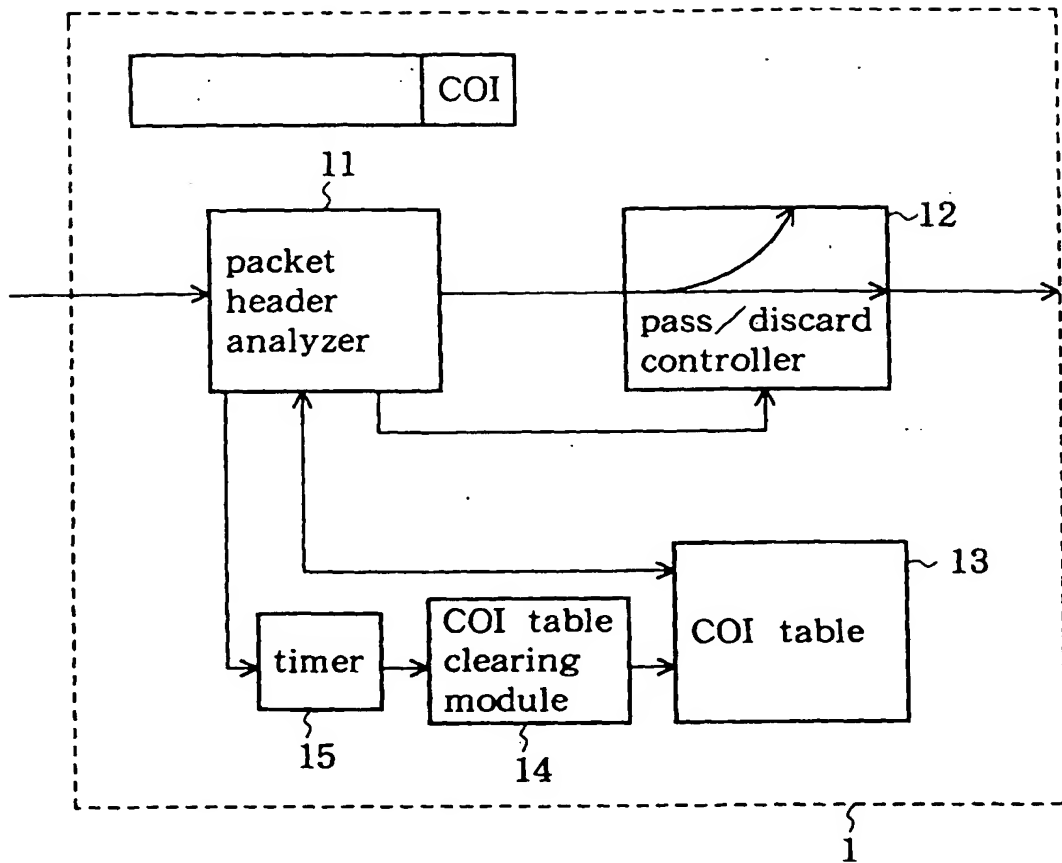 COI
11
packet
header
analyzer
12
pass/discard
controller
13
COI table
timer
COI table
clearing
module
15
14
1